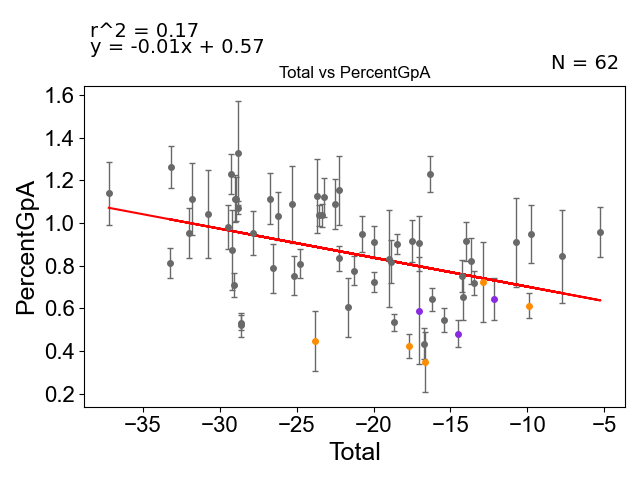 r^2 = 0.17
y = -0.01x + 0.57
N = 62
Total vs PercentGpA
PercentGpA
1.6
1.4
1.2
1.0
0.8
0.6
0.4
0.2
−35
−30
−25
−20
−15
−10
−5
Total